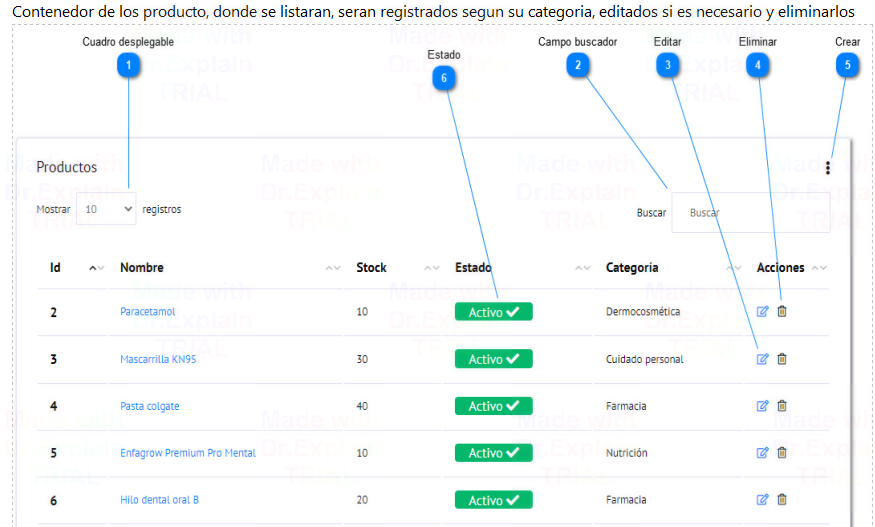 Contenedor de los producto, donde se listaran, seran registrados segun su categoria, editados si es necesario y eliminarlos
Cuadro desplegable
Estado
Campo buscador
Editar
Eliminar
Crear
1
6
2
3
4
5
Productos
Mostrar 10 registros
Buscar Buscar
Id Nombre Stock Estado Categoría Acciones
2 Paracetamol 10 Activo Dermocosmética
3 Mascarrilla KN95 30 Activo Cuidado personal
4 Pasta colgate 40 Activo Farmacia
5 Enfagrow Premium Pro Mental 10 Activo Nutrición
6 Hilo dental oral B 20 Activo Farmacia
Made with
Dr.Explain
TRIAL